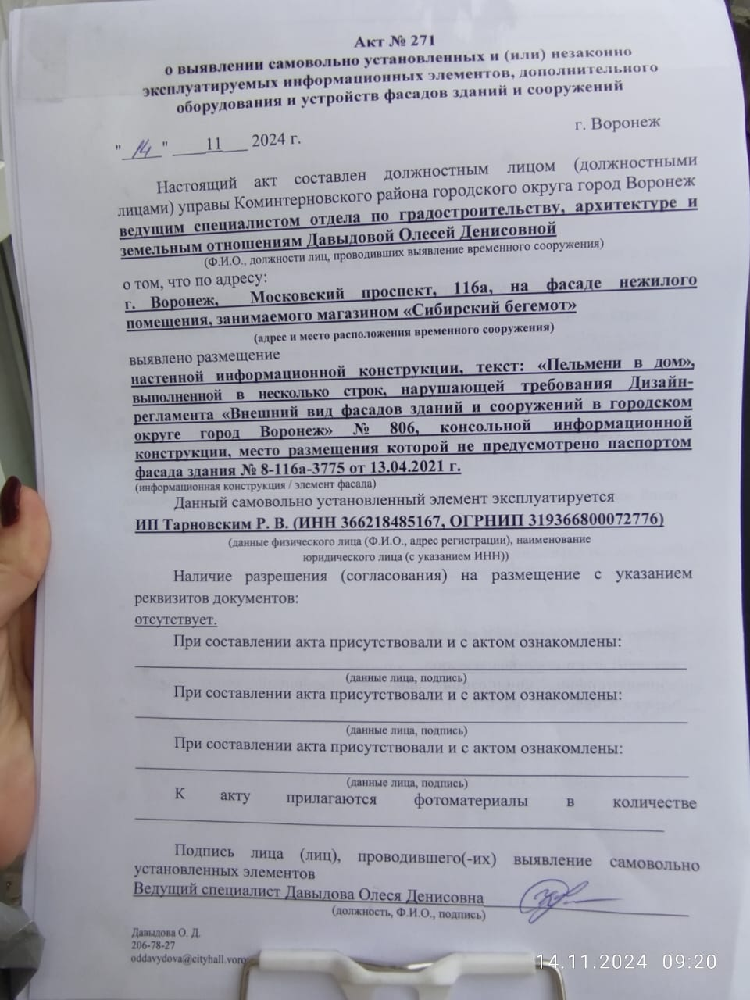 Акт № 271
о выявлении самовольно установленных и (или) незаконно
эксплуатируемых информационных элементов, дополнительного
оборудования и устройств фасадов зданий и сооружений
г. Воронеж
"14" 11 2024 г.
Настоящий акт составлен должностным лицом (должностными
лицами) управы Коминтерновского района городского округа город Воронеж
ведущим специалистом отдела по градостроительству, архитектуре и
земельным отношениям Давыдовой Олесей Денисовной
(Ф.И.О., должности лиц, проводивших выявление временного сооружения)
о том, что по адресу:
г. Воронеж, Московский проспект, 116а, на фасаде нежилого
помещения, занимаемого магазином «Сибирский бегемот»
(адрес и место расположения временного сооружения)
выявлено размещение
настенной информационной конструкции, текст: «Пельмени в дом»,
выполненной в несколько строк, нарушающей требования Дизайн-
регламента «Внешний вид фасадов зданий и сооружений в городском
округе город Воронеж» № 806, консольной информационной
конструкции, место размещения которой не предусмотрено паспортом
фасада здания № 8-116а-3775 от 13.04.2021 г.
(информационная конструкция / элемент фасада)
Данный самовольно установленный элемент эксплуатируется
ИП Тарновским Р. В. (ИНН 366218485167, ОГРНИП 319366800072776)
(данные физического лица (Ф.И.О., адрес регистрации), наименование
юридического лица (с указанием ИНН))
Наличие разрешения (согласования) на размещение с указанием
реквизитов документов:
отсутствует.
При составлении акта присутствовали и с актом ознакомлены:
(данные лица, подпись)
При составлении акта присутствовали и с актом ознакомлены:
(данные лица, подпись)
При составлении акта присутствовали и с актом ознакомлены:
(данные лица, подпись)
К акту прилагаются фотоматериалы в количестве
Подпись лица (лиц), проводившего(-их) выявление самовольно
установленных элементов
Ведущий специалист Давыдова Олеся Денисовна
(должность, Ф.И.О., подпись)
Давыдова О. Д.
206-78-27
oddavydova@cityhall.voro
14.11.2024 09:20